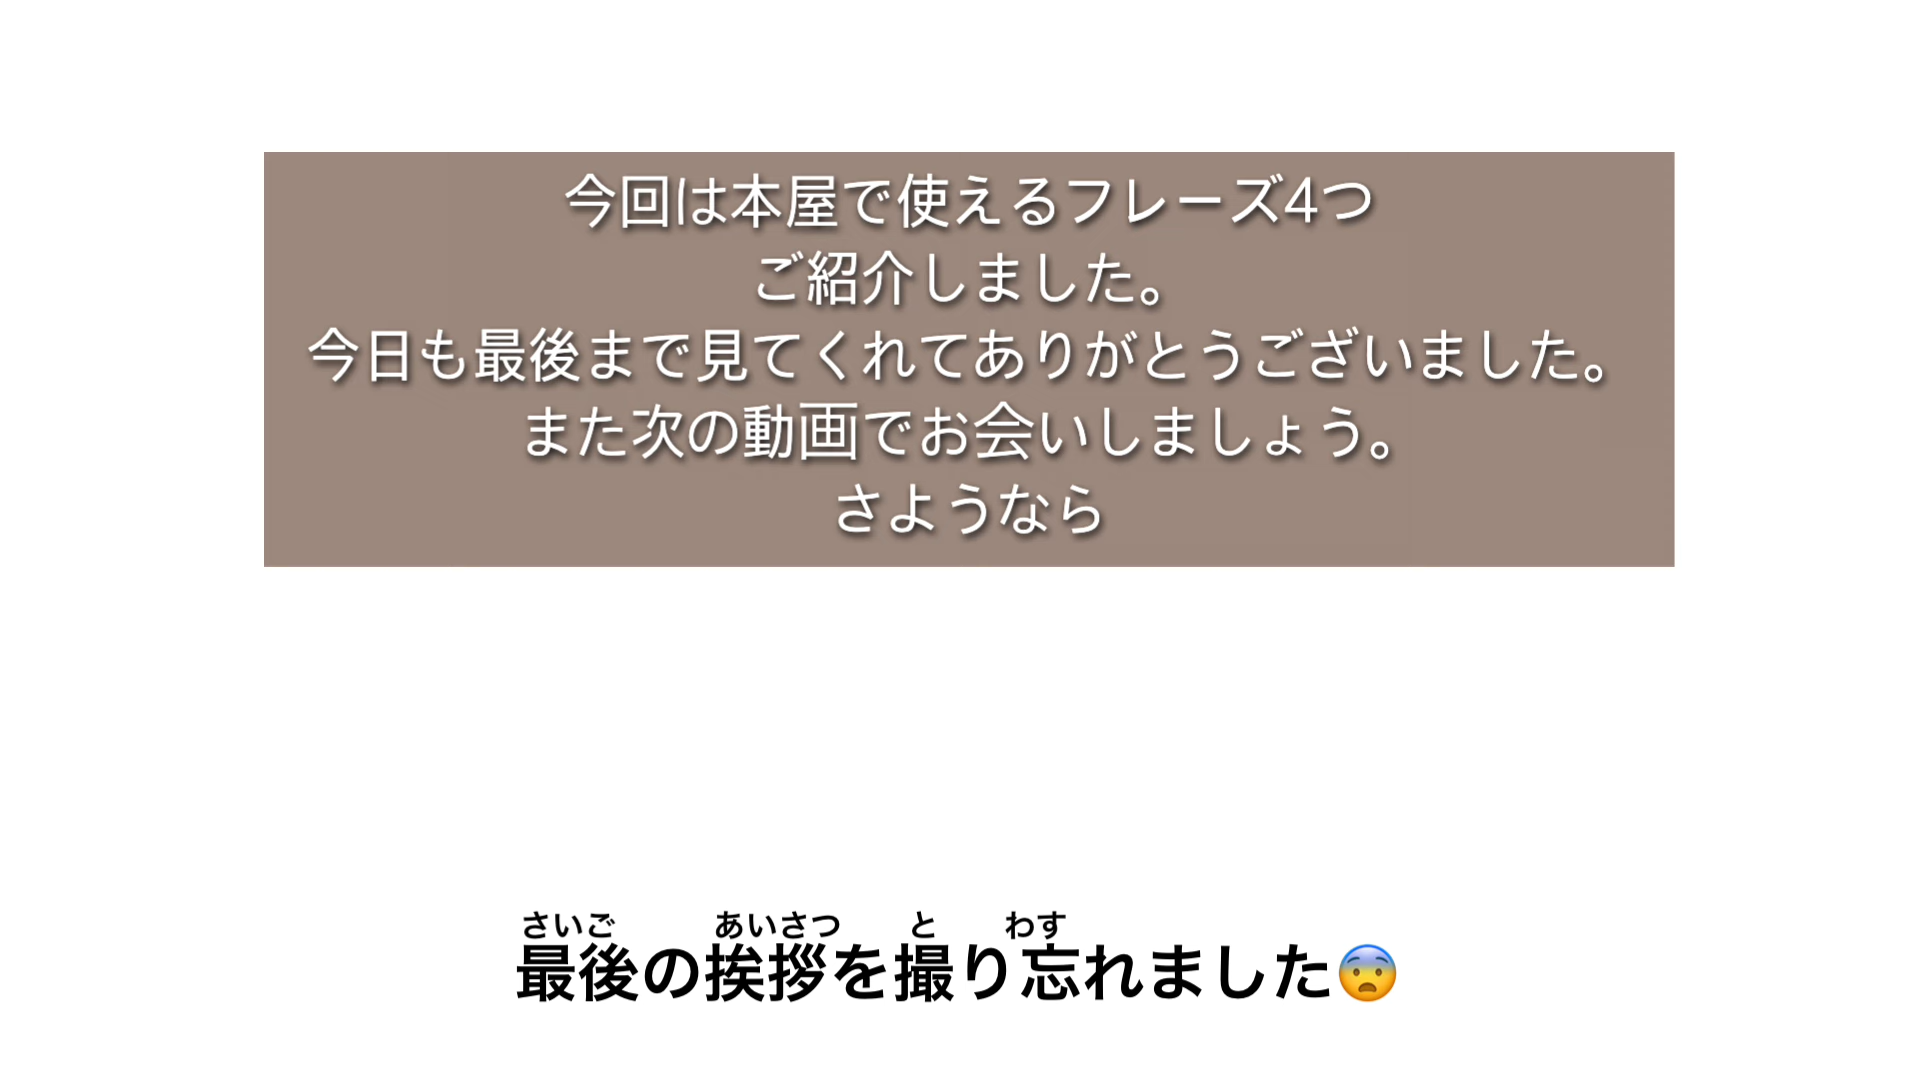 今回は本屋で使えるフレーズ4つ
ご紹介しました。
今日も最後まで見てくれてありがとうございました。
また次の動画でお会いしましょう。
さようなら
さいご あいさつ と わす
最後の挨拶を撮り忘れました😨